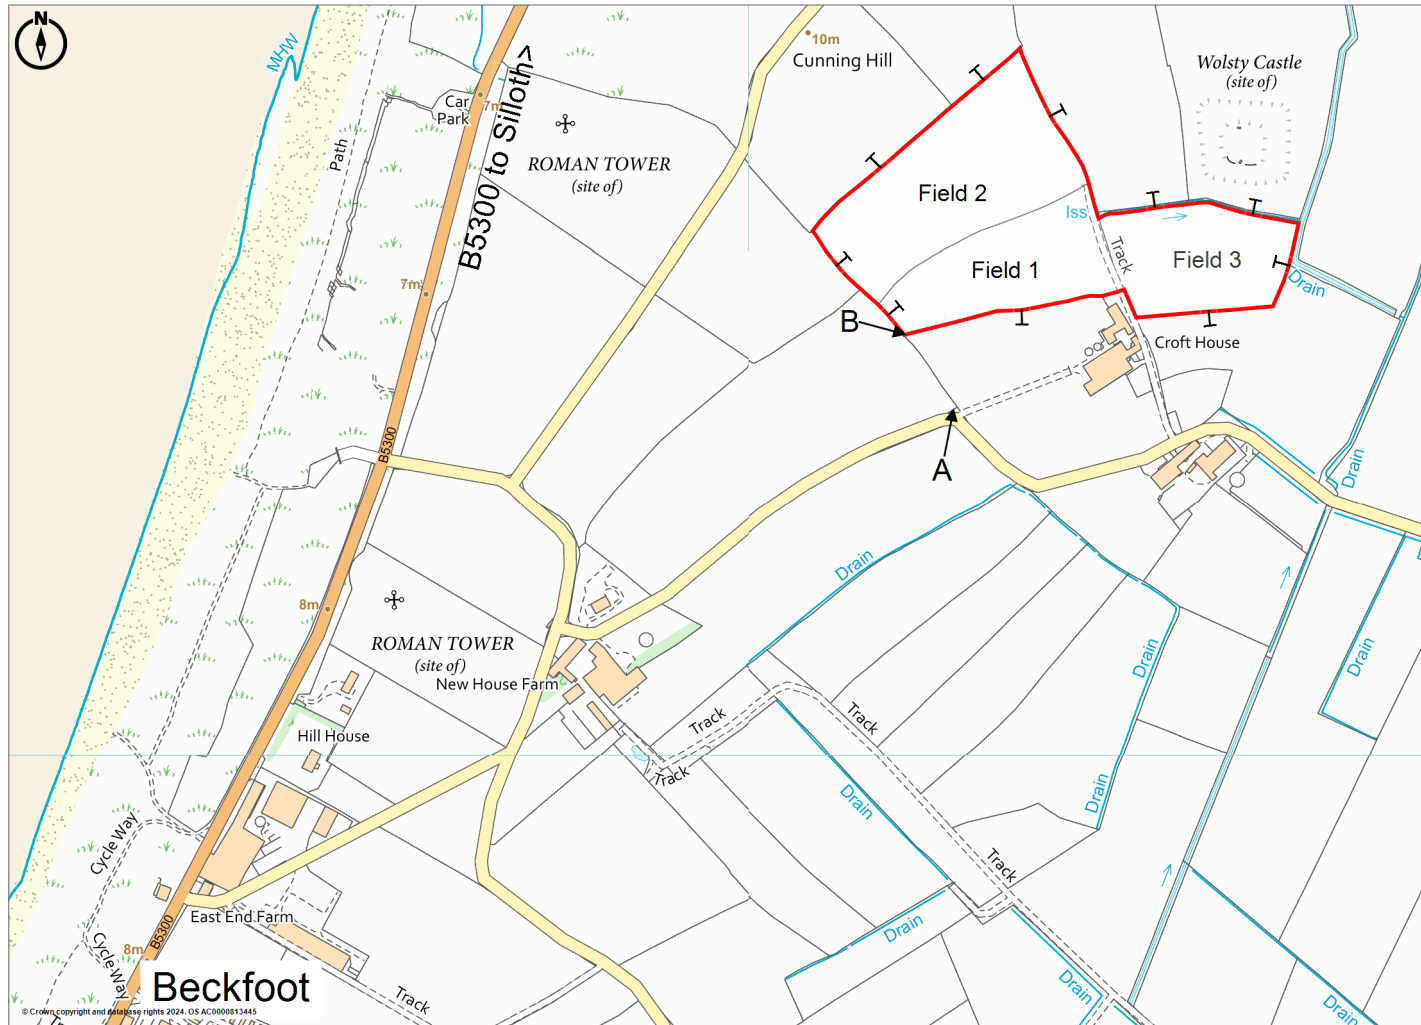 N
MHW
Path
Car
Park
7m
B5300 to Silloth>
ROMAN TOWER
(site of)
10m
Cunning Hill
Wolsty Castle
(site of)
Field 2
Iss
Track
Field 1
Field 3
Drain
7m
B
Croft House
A
B5300
Drain
Drain
8m
ROMAN TOWER
(site of)
New House Farm
Hill House
Track
Track
Track
Drain
Drain
Drain
Drain
Track
Cycle Way
East End Farm
Drain
B5300
8m
Cycle Way
Beckfoot
Track
Drain
Drain
© Crown copyright and database rights 2024. OS AC0000813445